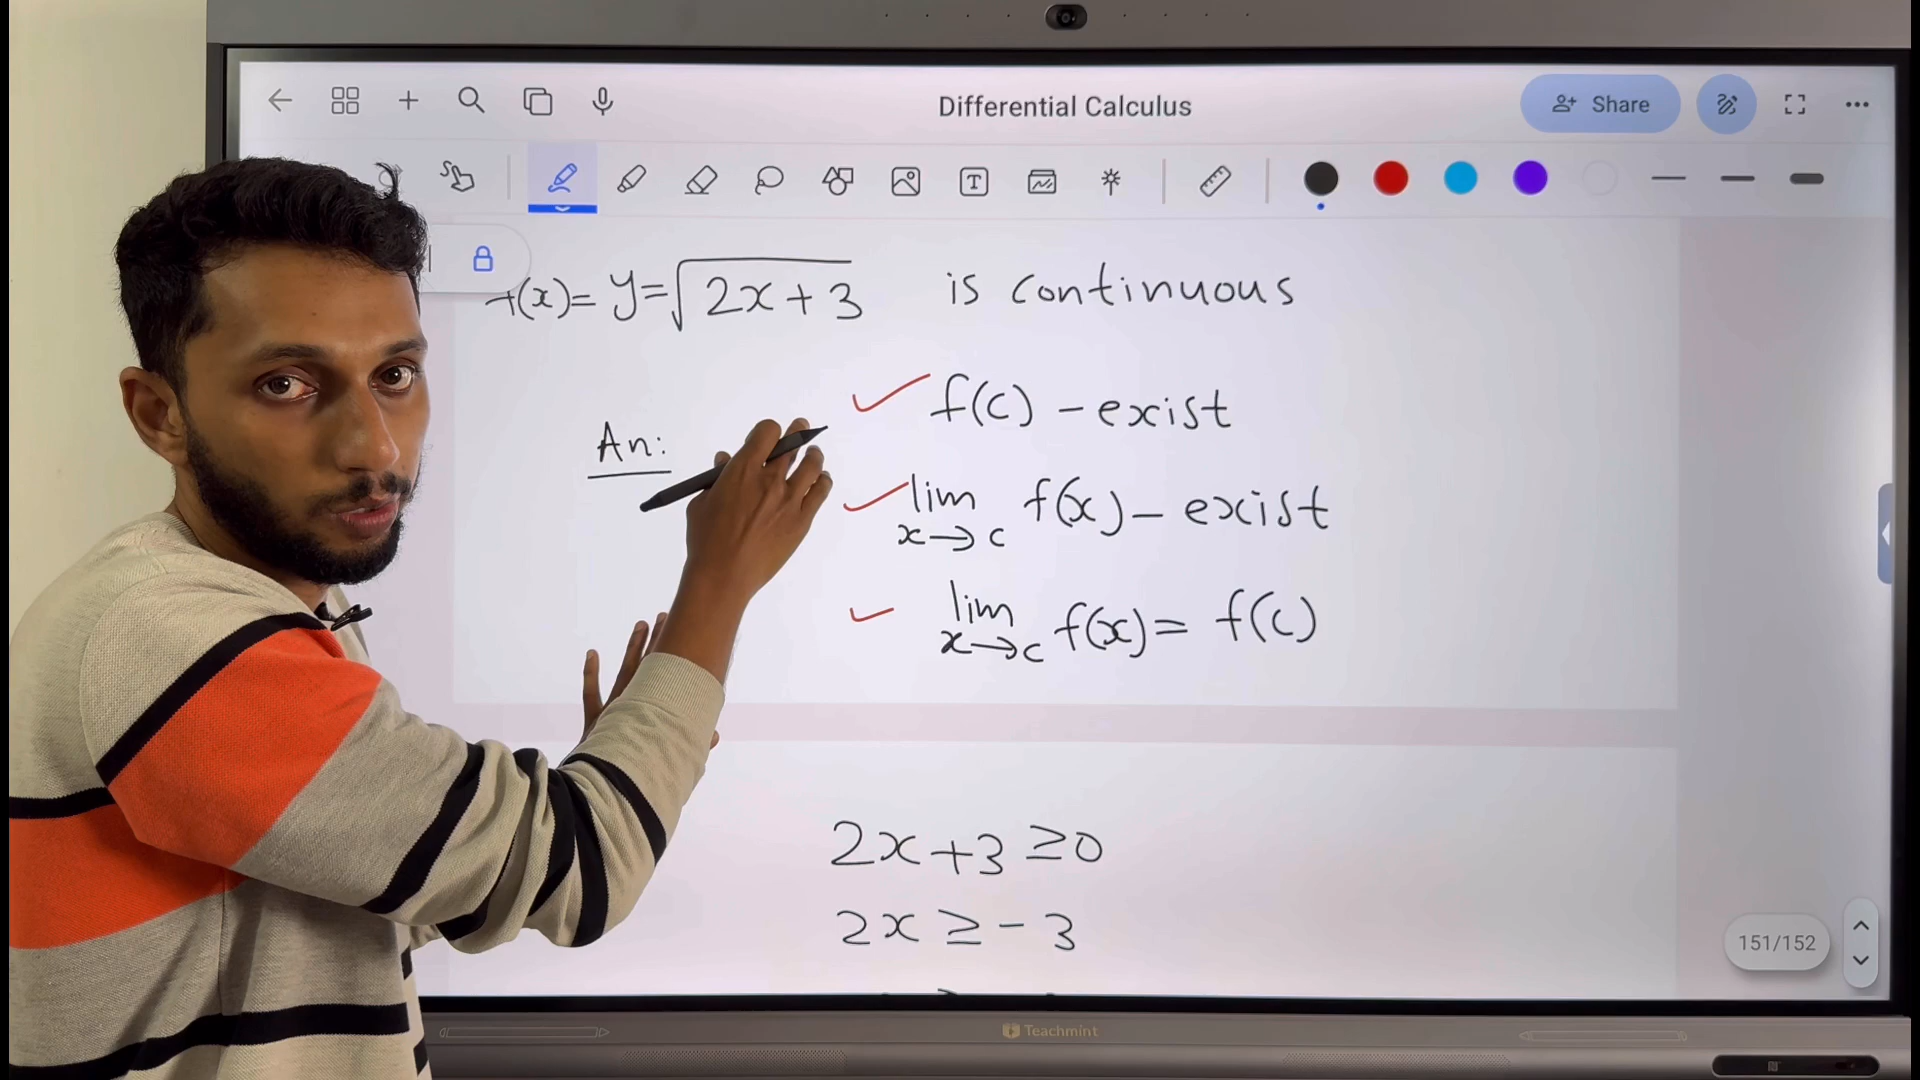 Differential Calculus
Share
f(x)= y=√2x+3 is continuous
An:
f(c) - exist
lim x→c f(x) - exist
lim x→c f(x) = f(c)
2x+3 ≥0
2x ≥ -3
151/152
Teachmint